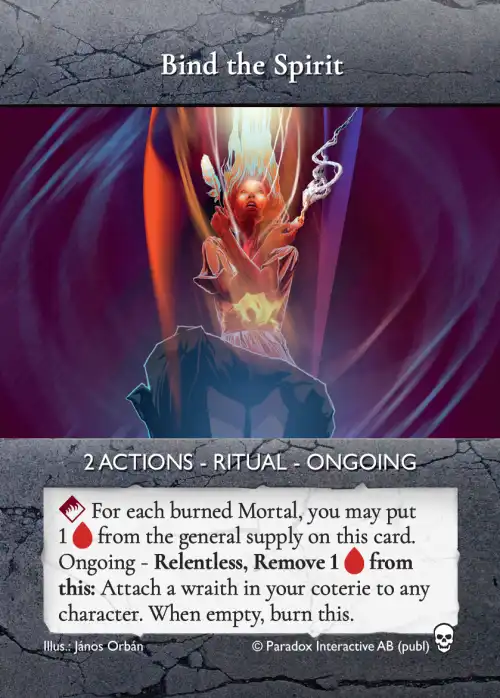 Bind the Spirit
2 ACTIONS - RITUAL - ONGOING
For each burned Mortal, you may put
1 from the general supply on this card.
Ongoing - Relentless, Remove 1 from
this: Attach a wraith in your coterie to any
character. When empty, burn this.
Illus.: János Orbán © Paradox Interactive AB (publ)